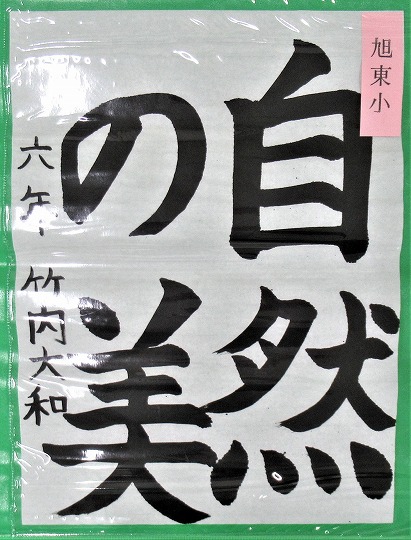 旭東小
自然
の美
六年 竹内大和